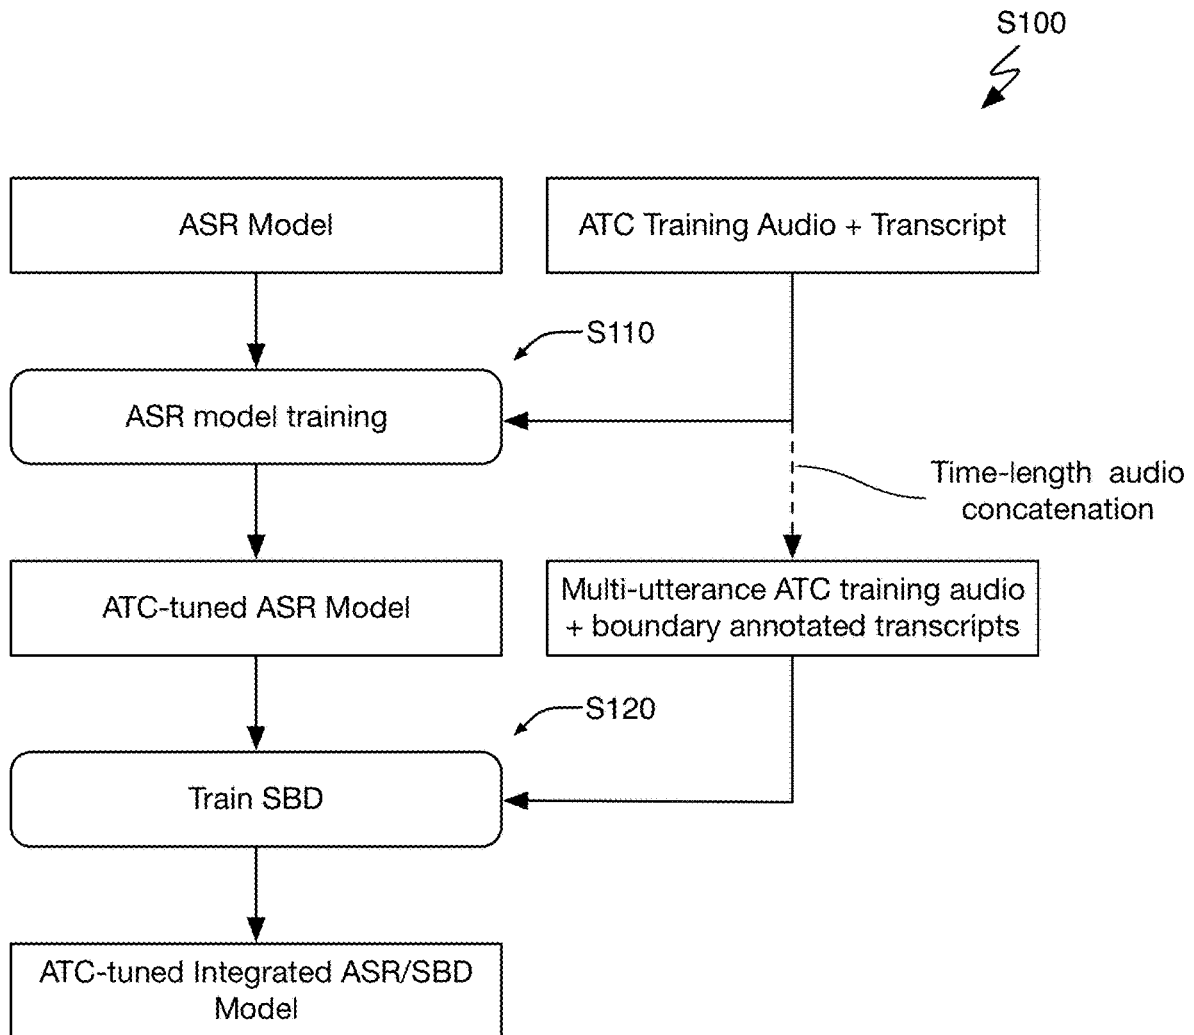 S100
ASR Model
ATC Training Audio + Transcript
S110
ASR model training
Time-length audio
concatenation
ATC-tuned ASR Model
Multi-utterance ATC training audio
+ boundary annotated transcripts
S120
Train SBD
ATC-tuned Integrated ASR/SBD
Model